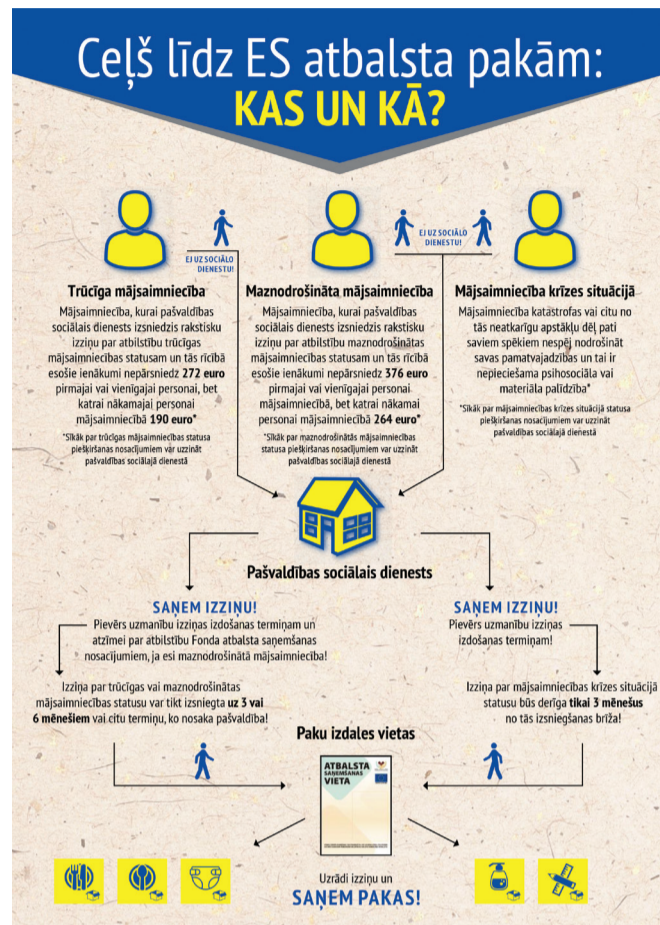 Ceļš līdz ES atbalsta pakām:
KAS UN KĀ?
EJ UZ SOCIĀLO
DIENESTU!
EJ UZ SOCIĀLO
DIENESTU!
Trūcīga mājsaimniecība
Mājsaimniecība, kurai pašvaldības
sociālais dienests izsniedzis rakstisku
izziņu par atbilstību trūcīgas
mājsaimniecības statusam un tās rīcībā
esošie ienākumi nepārsniedz 272 euro
pirmajai vai vienīgajai personai, bet
katrai nākamajai personai
mājsaimniecībā 190 euro*
*Sīkāk par trūcīgas mājsaimniecības statusa
piešķiršanas nosacījumiem var uzzināt
pašvaldības sociālajā dienestā
Maznodrošināta mājsaimniecība
Mājsaimniecība, kurai pašvaldības
sociālais dienests izsniedzis rakstisku
izziņu par atbilstību maznodrošinātas
mājsaimniecības statusam un tās rīcībā
esošie ienākumi nepārsniedz 376 euro
pirmajai vai vienīgajai personai
mājsaimniecībā, bet katrai nākamai
personai mājsaimniecībā 264 euro*
*Sīkāk par maznodrošinātās mājsaimniecības
statusa piešķiršanas nosacījumiem var uzzināt
pašvaldības sociālajā dienestā
Mājsaimniecība krīzes situācijā
Mājsaimniecība katastrofas vai citu no
tās neatkarīgu apstākļu dēļ pati
saviem spēkiem nespēj nodrošināt
savas pamatvajadzības un tai ir
nepieciešama psihosociāla vai
materiāla palīdzība*
*Sīkāk par mājsaimniecības krīzes situācijā statusa
piešķiršanas nosacījumiem var uzzināt
pašvaldības sociālajā dienestā
Pašvaldības sociālais dienests
SAŅEM IZZIŅU!
Pievērs uzmanību izziņas izdošanas termiņam un
atzīmei par atbilstību Fonda atbalsta saņemšanas
nosacījumiem, ja esi maznodrošinātā mājsaimniecība!
Izziņa par trūcīgas vai maznodrošinātas
mājsaimniecības statusu var tikt izsniegta uz 3 vai
6 mēnešiem vai citu termiņu, ko nosaka pašvaldība!
SAŅEM IZZIŅU!
Pievērs uzmanību izziņas
izdošanas termiņam!
Izziņa par mājsaimniecības krīzes situācijā
statusu būs derīga tikai 3 mēnešus
no tās izsniegšanas brīža!
Paku izdales vietas
ATBALSTA
SAŅEMŠANAS
VIETA
Uzrādi izziņu un
SAŅEM PAKAS!